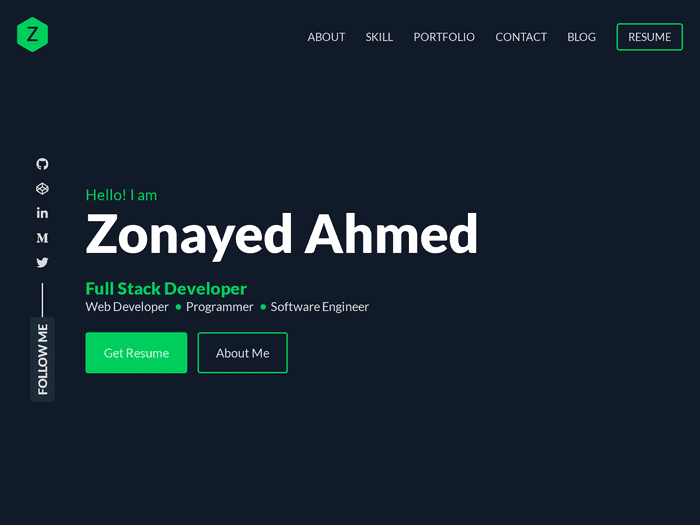 Z
ABOUT SKILL PORTFOLIO CONTACT BLOG RESUME
Hello! I am
Zonayed Ahmed
Full Stack Developer
Web Developer • Programmer • Software Engineer
Get Resume About Me
FOLLOW ME